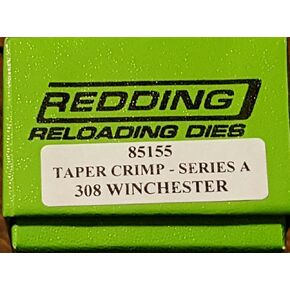 REDDING
RELOADING DIES
85155
TAPER CRIMP - SERIES A
308 WINCHESTER